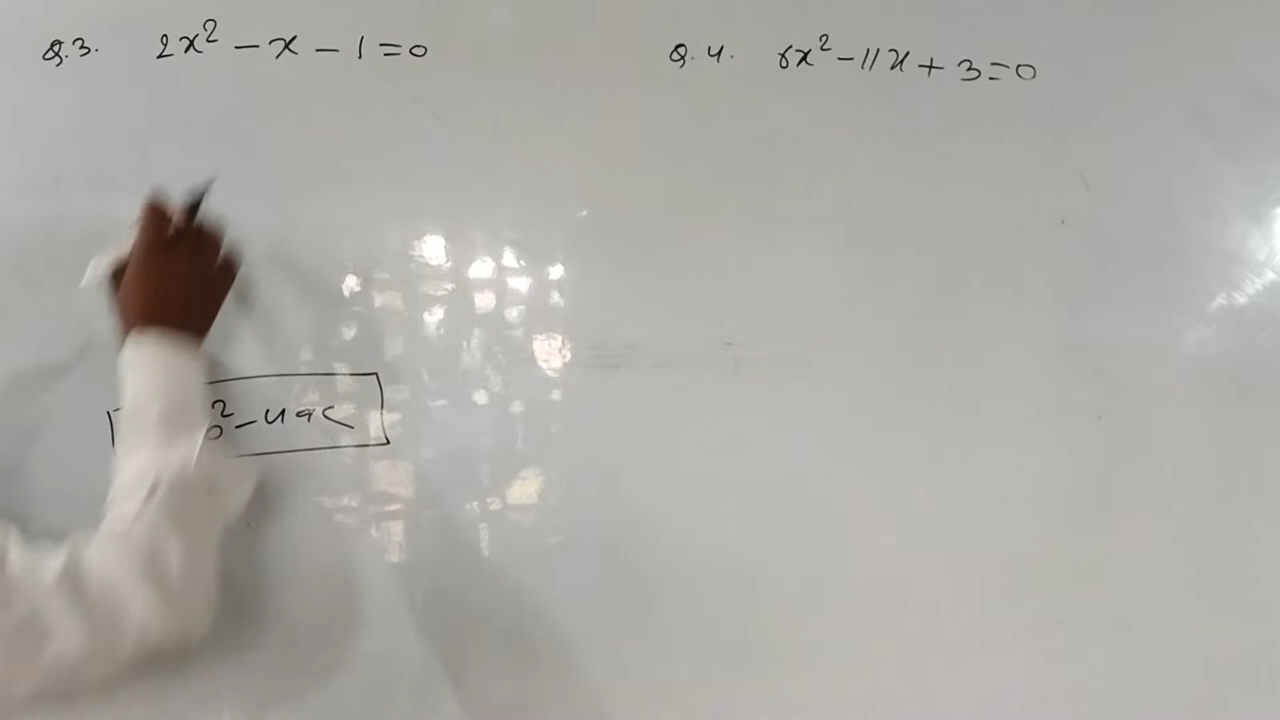 Q.3. 2x² - x - 1 = 0
Q.4. 6x² - 11x + 3 = 0
² - 4ac